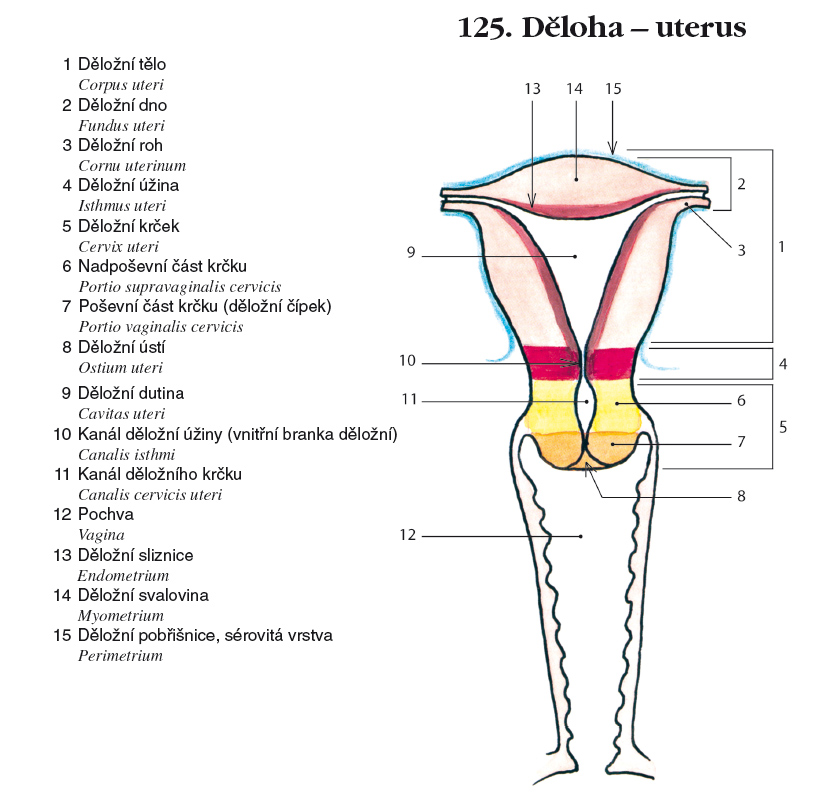 125. Děloha – uterus
1 Děložní tělo
Corpus uteri
2 Děložní dno
Fundus uteri
3 Děložní roh
Cornu uterinum
4 Děložní úžina
Isthmus uteri
5 Děložní krček
Cervix uteri
6 Nadpoševní část krčku
Portio supravaginalis cervicis
7 Poševní část krčku (děložní čípek)
Portio vaginalis cervicis
8 Děložní ústí
Ostium uteri
9 Děložní dutina
Cavitas uteri
10 Kanál děložní úžiny (vnitřní branka děložní)
Canalis isthmi
11 Kanál děložního krčku
Canalis cervicis uteri
12 Pochva
Vagina
13 Děložní sliznice
Endometrium
14 Děložní svalovina
Myometrium
15 Děložní pobřišnice, sérovitá vrstva
Perimetrium
13 14 15
2
9 3 1
10 4
11 6
5
7
8
12